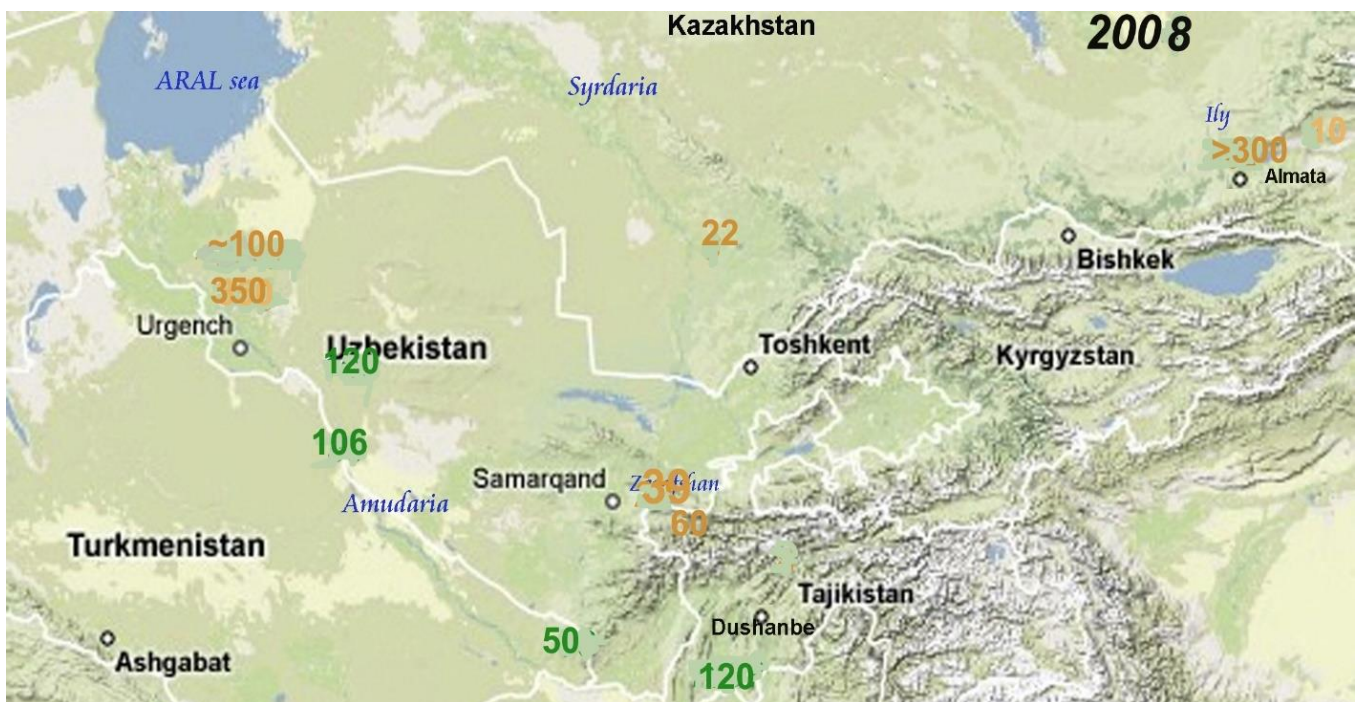 Kazakhstan
2008
ARAL sea
Syrdaria
Ily
10
>300
Almata
~100
22
Bishkek
350
Urgench
Uzbekistan
120
Toshkent
Kyrgyzstan
106
Samarqand
60
Amudaria
Turkmenistan
Tajikistan
Dushanbe
50
Ashgabat
120